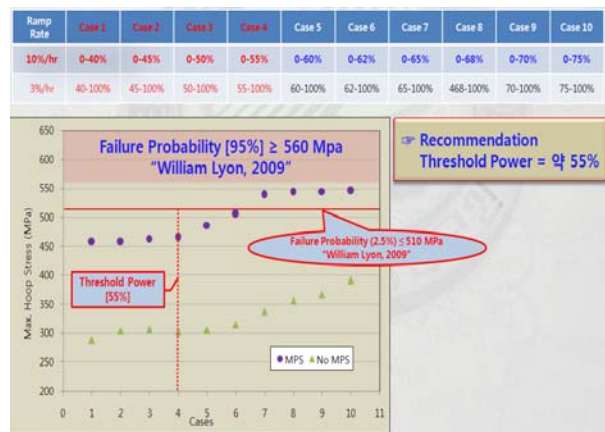 Ramp Rate Case 1 Case 2 Case 3 Case 4 Case 5 Case 6 Case 7 Case 8 Case 9 Case 10
10%/hr 0-40% 0-45% 0-50% 0-55% 0-60% 0-62% 0-65% 0-68% 0-70% 0-75%
3%/hr 40-100% 45-100% 50-100% 55-100% 60-100% 62-100% 65-100% 468-100% 70-100% 75-100%
Failure Probability [95%] ≥ 560 Mpa
"William Lyon, 2009"
☞ Recommendation
Threshold Power = 약 55%
Failure Probability (2.5%) ≤ 510 MPa
"William Lyon, 2009"
Threshold Power
[55%]
Max. Hoop Stress (MPa)
650
600
550
500
450
400
350
300
250
200
MPS No MPS
0 1 2 3 4 5 6 7 8 9 10 11
Cases